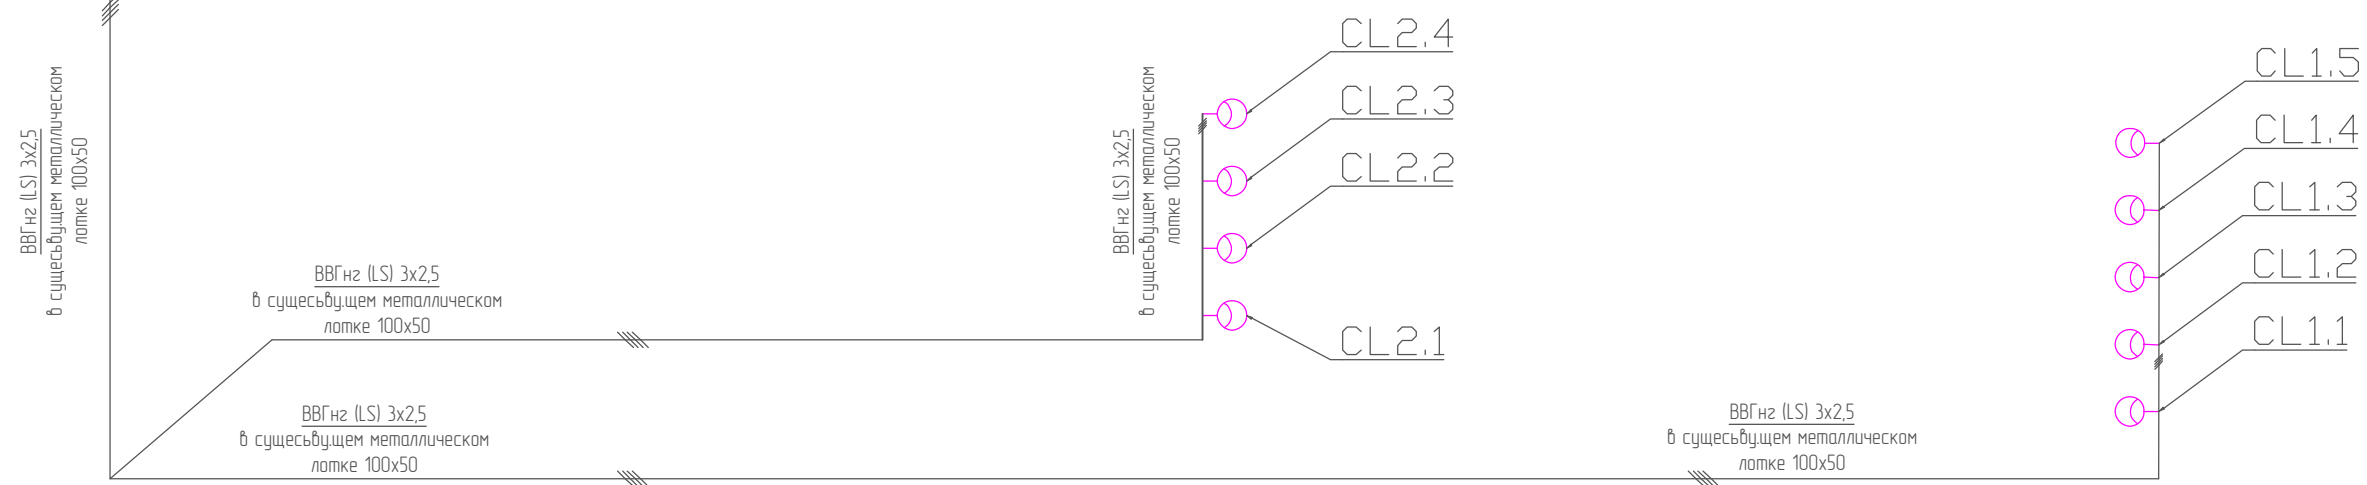 ВВГнг (LS) 3х2,5
в сущесьвущем металлическом
лотке 100х50
ВВГнг (LS) 3х2,5
в сущесьвущем металлическом
лотке 100х50
ВВГнг (LS) 3х2,5
в сущесьвущем металлическом
лотке 100х50
ВВГнг (LS) 3х2,5
в сущесьвущем металлическом
лотке 100х50
CL2.4
CL2.3
CL2.2
CL2.1
ВВГнг (LS) 3х2,5
в сущесьвущем металлическом
лотке 100х50
CL1.5
CL1.4
CL1.3
CL1.2
CL1.1